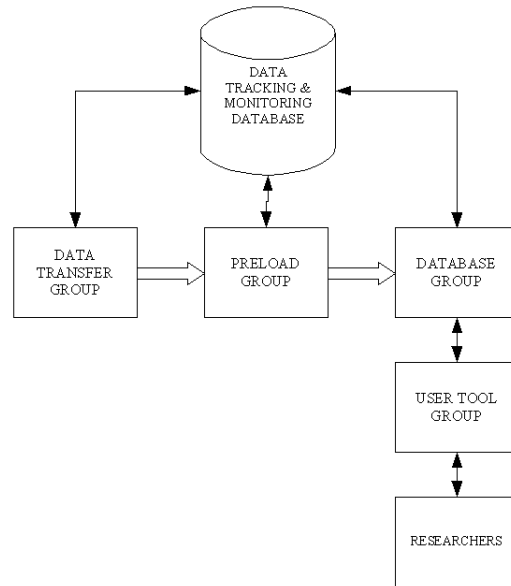 DATA
TRACKING &
MONITORING
DATABASE
DATA
TRANSFER
GROUP
PRELOAD
GROUP
DATABASE
GROUP
USER TOOL
GROUP
RESEARCHERS